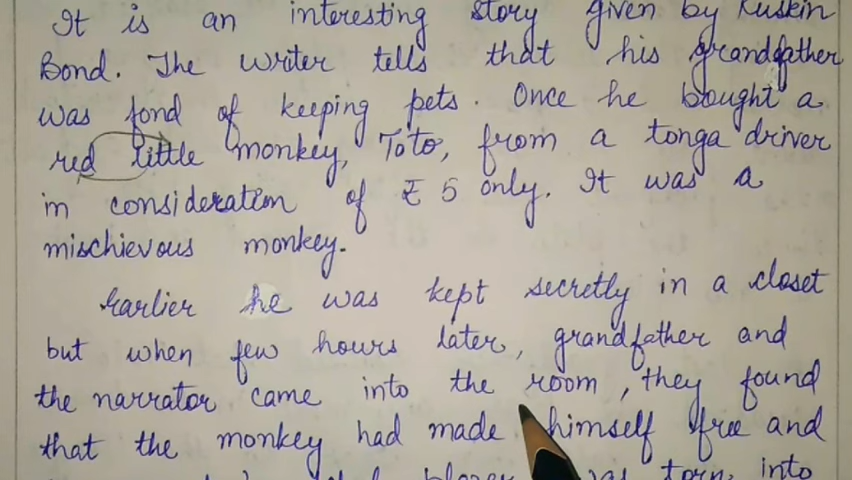 It is an interesting story given by Ruskin
Bond. The writer tells that his grandfather
was fond of keeping pets. Once he bought a
red little monkey, Toto, from a tonga driver
in consideration of ₹ 5 only. It was a
mischievous monkey.
Earlier he was kept secretly in a closet
but when few hours later, grandfather and
the narrator came into the room, they found
that the monkey had made himself free and
torn into